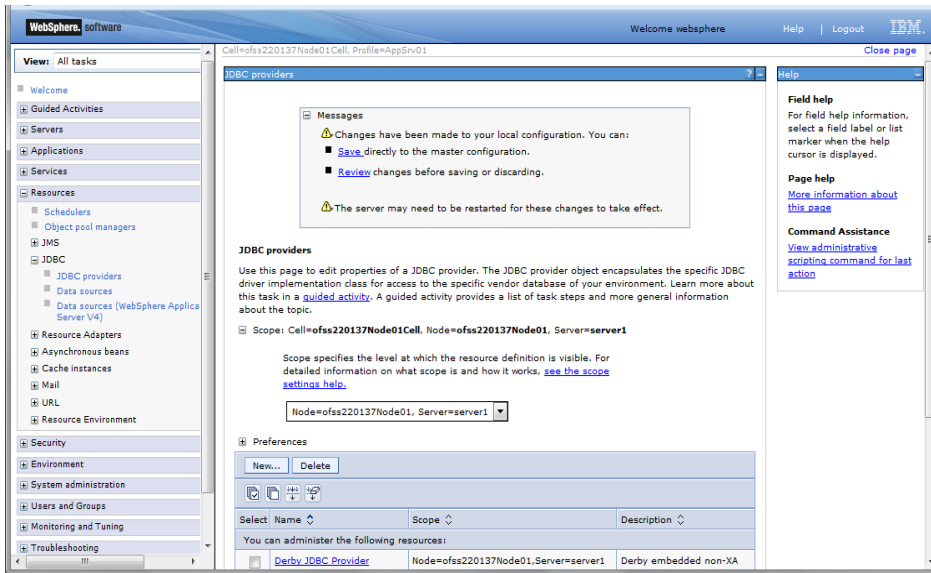 WebSphere. software
Welcome websphere
Help | Logout
IBM.
View: All tasks
Welcome
Guided Activities
Servers
Applications
Services
Resources
Schedulers
Object pool managers
JMS
JDBC
JDBC providers
Data sources
Data sources (WebSphere Applica
Server V4)
Resource Adapters
Asynchronous beans
Cache instances
Mail
URL
Resource Environment
Security
Environment
System administration
Users and Groups
Monitoring and Tuning
Troubleshooting
Cell=ofss220137Node01Cell, Profile=AppSrv01
Close page
JDBC providers
Messages
Changes have been made to your local configuration. You can:
Save directly to the master configuration.
Review changes before saving or discarding.
The server may need to be restarted for these changes to take effect.
JDBC providers
Use this page to edit properties of a JDBC provider. The JDBC provider object encapsulates the specific JDBC
driver implementation class for access to the specific vendor database of your environment. Learn more about
this task in a guided activity. A guided activity provides a list of task steps and more general information
about the topic.
Scope: Cell=ofss220137Node01Cell, Node=ofss220137Node01, Server=server1
Scope specifies the level at which the resource definition is visible. For
detailed information on what scope is and how it works, see the scope
settings help.
Node=ofss220137Node01, Server=server1
Preferences
New... Delete
Select Name Scope Description
You can administer the following resources:
Derby JDBC Provider Node=ofss220137Node01,Server=server1 Derby embedded non-XA
Help
Field help
For field help information,
select a field label or list
marker when the help
cursor is displayed.
Page help
More information about
this page
Command Assistance
View administrative
scripting command for last
action